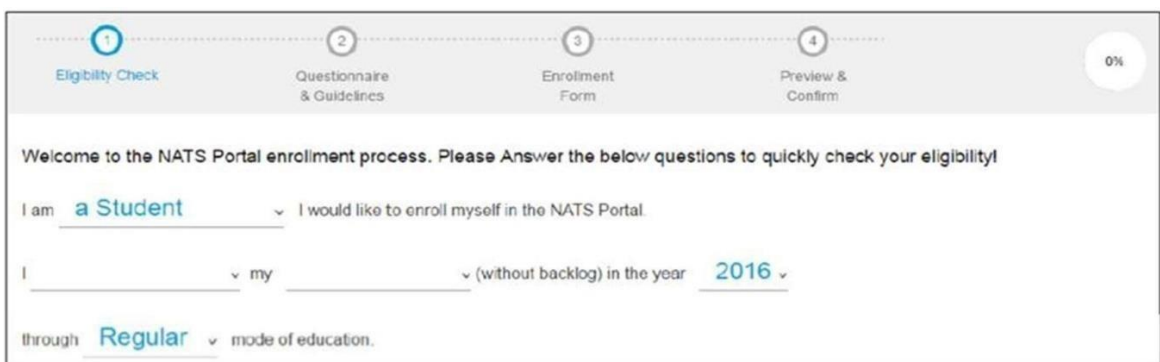 1 2 3 4
Eligibility Check Questionnaire Enrollment Preview & 0%
& Guidelines Form Confirm
Welcome to the NATS Portal enrollment process. Please Answer the below questions to quickly check your eligibility!
I am a Student I would like to enroll myself in the NATS Portal.
I my (without backlog) in the year 2016
through Regular mode of education.